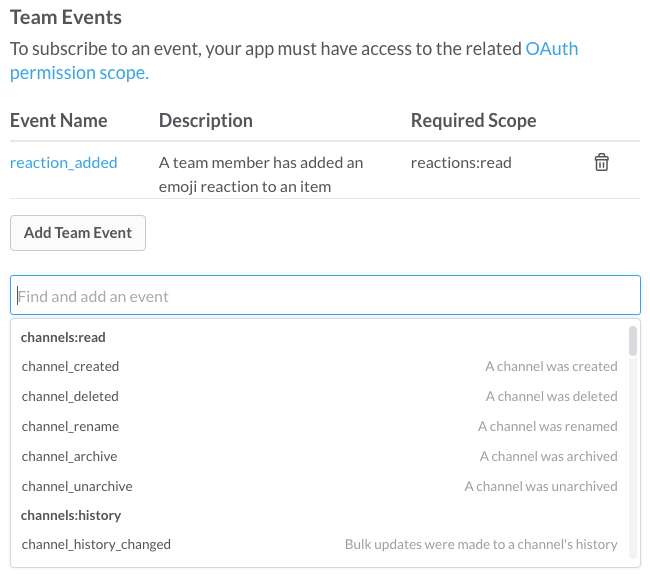 Team Events
To subscribe to an event, your app must have access to the related OAuth
permission scope.
Event Name Description Required Scope
reaction_added A team member has added an reactions:read
emoji reaction to an item
Add Team Event
Find and add an event
channels:read
channel_created A channel was created
channel_deleted A channel was deleted
channel_rename A channel was renamed
channel_archive A channel was archived
channel_unarchive A channel was unarchived
channels:history
channel_history_changed Bulk updates were made to a channel's history